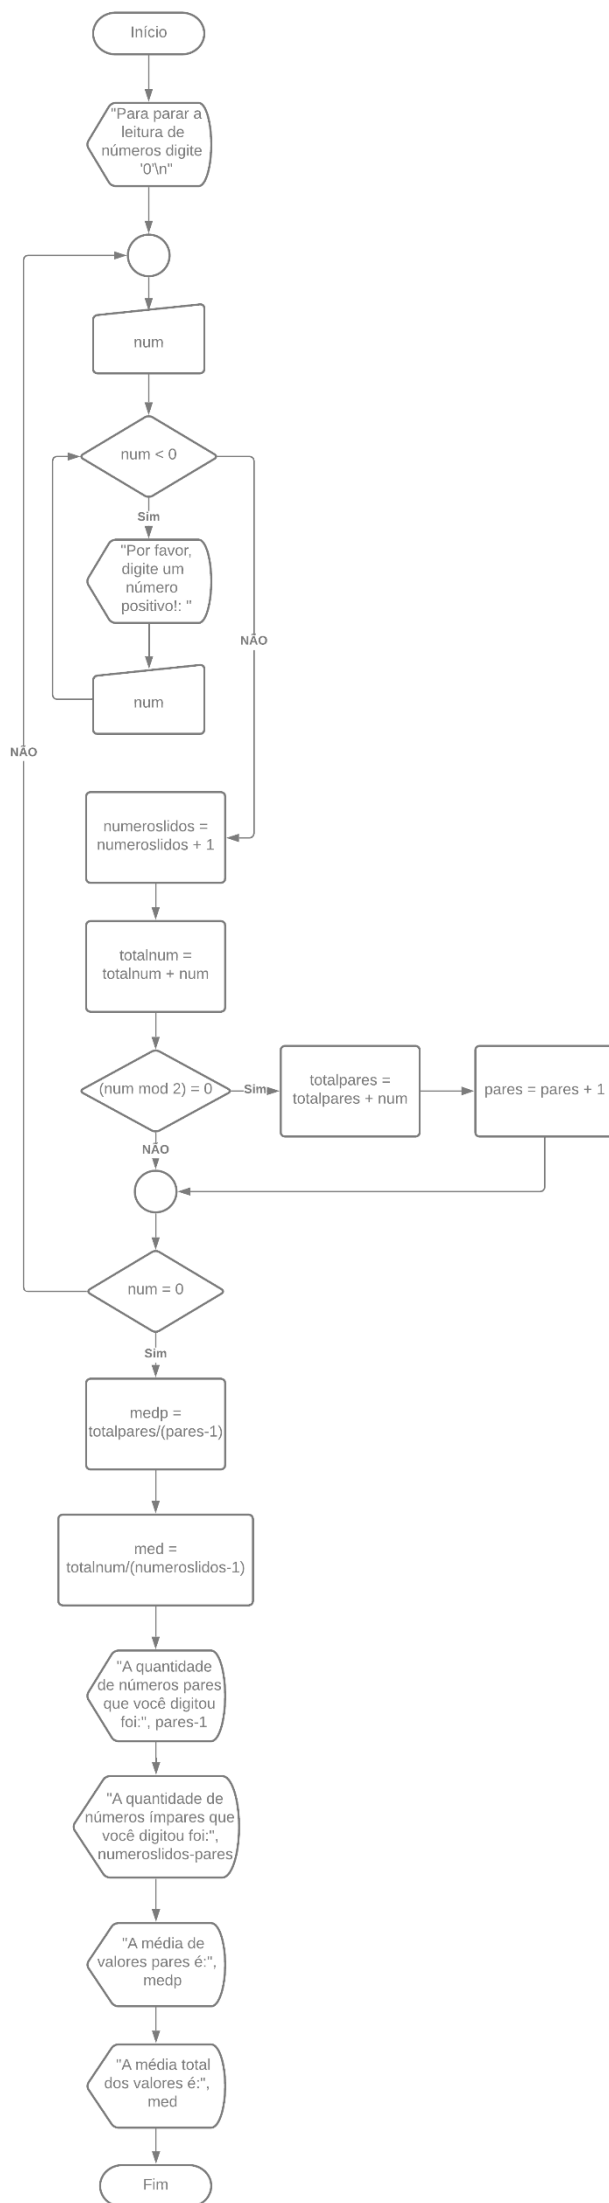 Início
"Para parar a
leitura de
números digite
'0'\n"
num
num < 0
Sim
"Por favor,
digite um
número
positivo!: "
NÃO
num
NÃO
numeroslidos =
numeroslidos + 1
totalnum =
totalnum + num
(num mod 2) = 0
Sim
totalpares =
totalpares + num
pares = pares + 1
NÃO
num = 0
Sim
medp =
totalpares/(pares-1)
med =
totalnum/(numeroslidos-1)
"A quantidade
de números pares
que você digitou
foi:", pares-1
"A quantidade de
números ímpares que
você digitou foi:",
numeroslidos-pares
"A média de
valores pares é:",
medp
"A média total
dos valores é:",
med
Fim